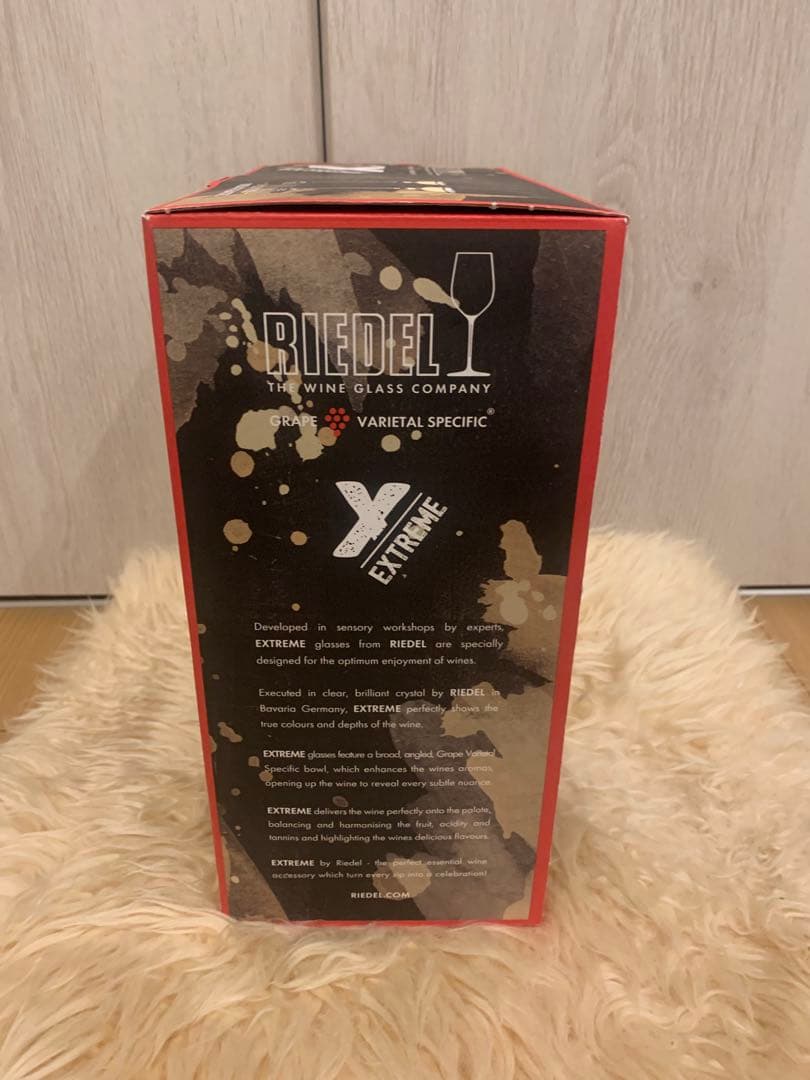 RIEDEL
THE WINE GLASS COMPANY
GRAPE VARIETAL SPECIFIC®
X
EXTREME
Developed in sensory workshops by experts,
EXTREME glasses from RIEDEL are specially
designed for the optimum enjoyment of wines.
Executed in clear, brilliant crystal by RIEDEL in
Bavaria Germany, EXTREME perfectly shows the
true colours and depths of the wine.
EXTREME glasses feature a broad, angled, Grape Varietal
Specific bowl, which enhances the wines aromas,
opening up the wine to reveal every subtle nuance.
EXTREME delivers the wine perfectly onto the palate,
balancing and harmonising the fruit, acidity and
tannins and highlighting the wines delicious flavours.
EXTREME by Riedel - the perfect essential wine
accessory which turn every sip into a celebration!
RIEDEL.COM